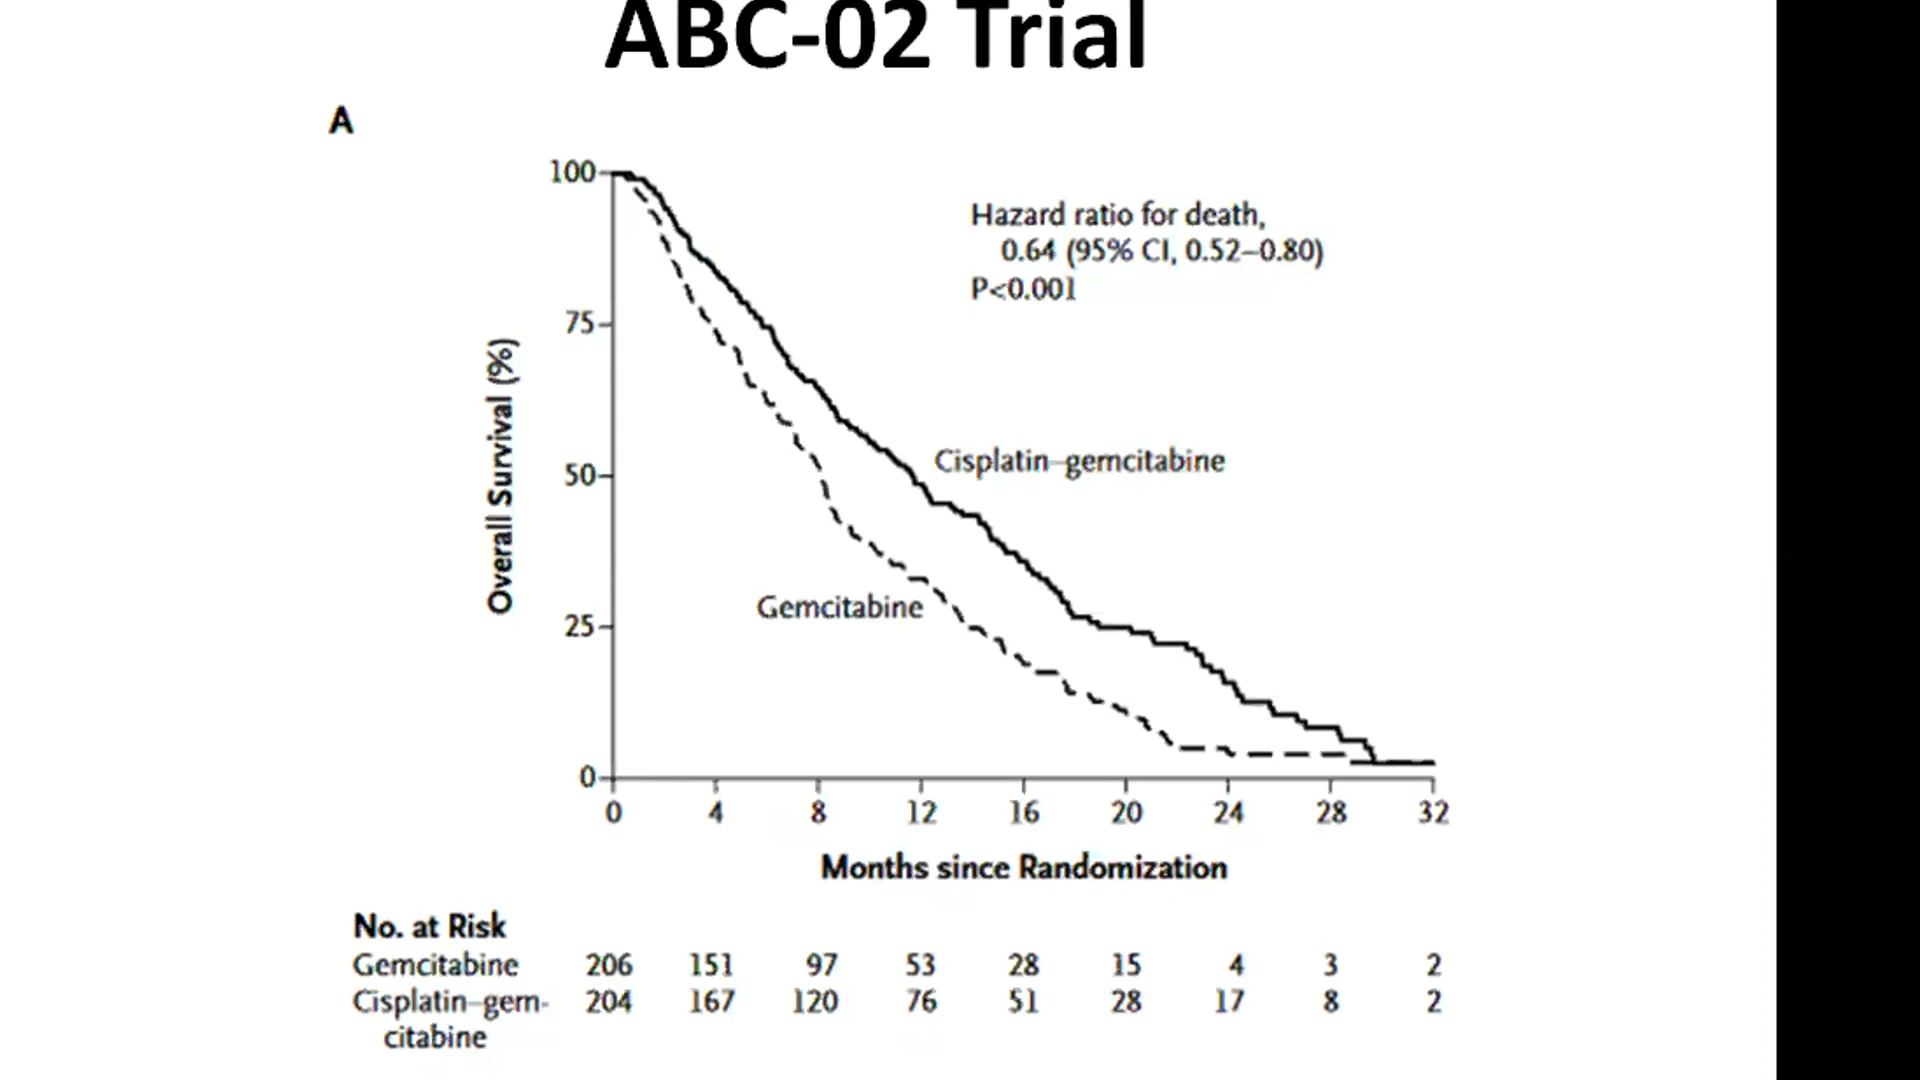 ABC-02 Trial
A
Hazard ratio for death,
0.64 (95% CI, 0.52–0.80)
P<0.001
100
75
50
25
0
Overall Survival (%)
Cisplatin–gemcitabine
Gemcitabine
0 4 8 12 16 20 24 28 32
Months since Randomization
No. at Risk
Gemcitabine 206 151 97 53 28 15 4 3 2
Cisplatin–gem- 204 167 120 76 51 28 17 8 2
citabine